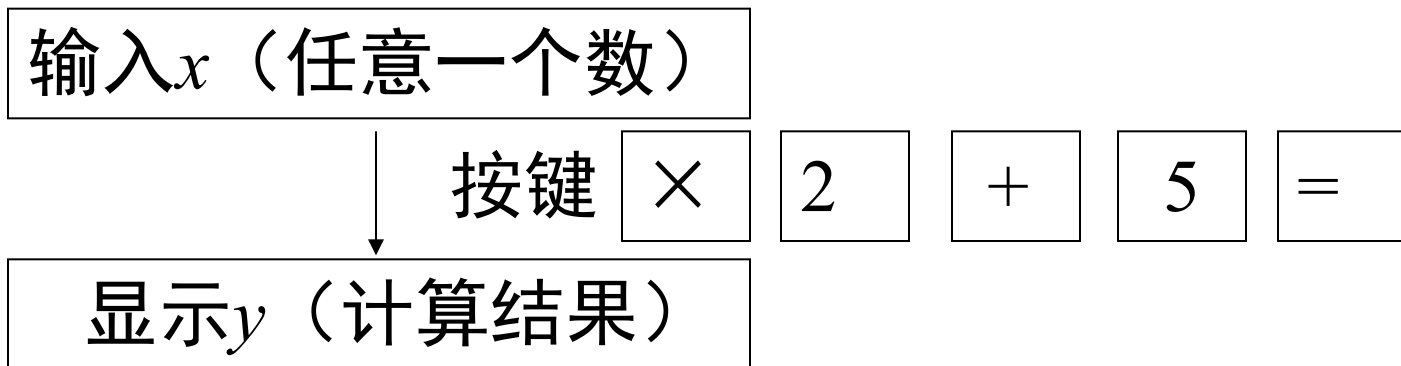 输入x（任意一个数）
按键 × 2 + 5 =
显示y（计算结果）